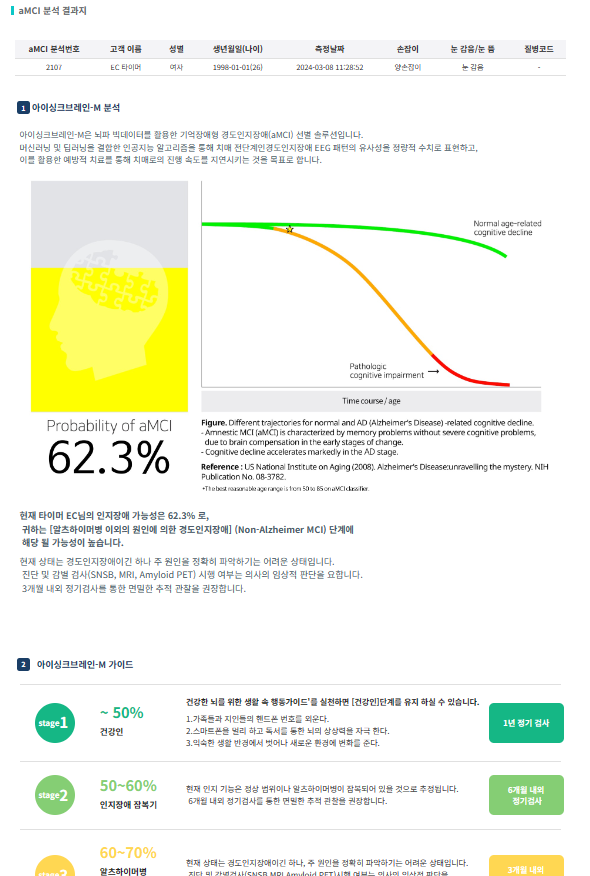 aMCI 분석 결과지
aMCI 분석번호 고객 이름 성별 생년월일(나이) 측정날짜 손잡이 눈 감음/눈 뜸 질병코드
2107 EC 타이머 여자 1998-01-01(26) 2024-03-08 11:28:52 양손잡이 눈 감음 -
1 아이싱크브레인-M 분석
아이싱크브레인-M은 뇌파 빅데이터를 활용한 기억장애형 경도인지장애(aMCI) 선별 솔루션입니다.
머신러닝 및 딥러닝을 결합한 인공지능 알고리즘을 통해 치매 전단계인경도인지장애 EEG 패턴의 유사성을 정량적 수치로 표현하고,
이를 활용한 예방적 치료를 통해 치매로의 진행 속도를 지연시키는 것을 목표로 합니다.
Normal age-related
cognitive decline
Pathologic
cognitive impairment
Time course / age
Probability of aMCI
62.3%
Figure. Different trajectories for normal and AD (Alzheimer's Disease) -related cognitive decline.
- Amnestic MCI (aMCI) is characterized by memory problems without severe cognitive problems,
due to brain compensation in the early stages of change.
- Cognitive decline accelerates markedly in the AD stage.
Reference : US National Institute on Aging (2008). Alzheimer's Disease:unravelling the mystery. NIH
Publication No. 08-3782.
*The best reasonable age range is from 50 to 85 on aMCI classifier.
현재 타이머 EC님의 인지장애 가능성은 62.3% 로,
귀하는 [알츠하이머병 이외의 원인에 의한 경도인지장애] (Non-Alzheimer MCI) 단계에
해당 될 가능성이 높습니다.
현재 상태는 경도인지장애이긴 하나 주 원인을 정확히 파악하기는 어려운 상태입니다.
진단 및 감별 검사(SNSB, MRI, Amyloid PET) 시행 여부는 의사의 임상적 판단을 요합니다.
3개월 내외 정기검사를 통한 면밀한 추적 관찰을 권장합니다.
2 아이싱크브레인-M 가이드
stage1
~ 50%
건강인
건강한 뇌를 위한 생활 속 행동가이드'를 실천하면 [건강인]단계를 유지 하실 수 있습니다.
1.가족들과 지인들의 핸드폰 번호를 외운다.
2.스마트폰을 멀리 하고 독서를 통한 뇌의 상상력을 자극 한다.
3.익숙한 생활 반경에서 벗어나 새로운 환경에 변화를 준다.
1년 정기 검사
stage2
50~60%
인지장애 잠복기
현재 인지 기능은 정상 범위이나 알츠하이머병이 잠복되어 있을 것으로 추정됩니다.
6개월 내외 정기검사를 통한 면밀한 추적 관찰을 권장합니다.
6개월 내외
정기검사
60~70%
알츠하이머병
현재 상태는 경도인지장애이긴 하나, 주 원인을 정확히 파악하기는 어려운 상태입니다.
진단 및 감별검사(SNSB,MRI,Amyloid PET)시행 여부는 의사의 임상적 판단을
3개월 내외